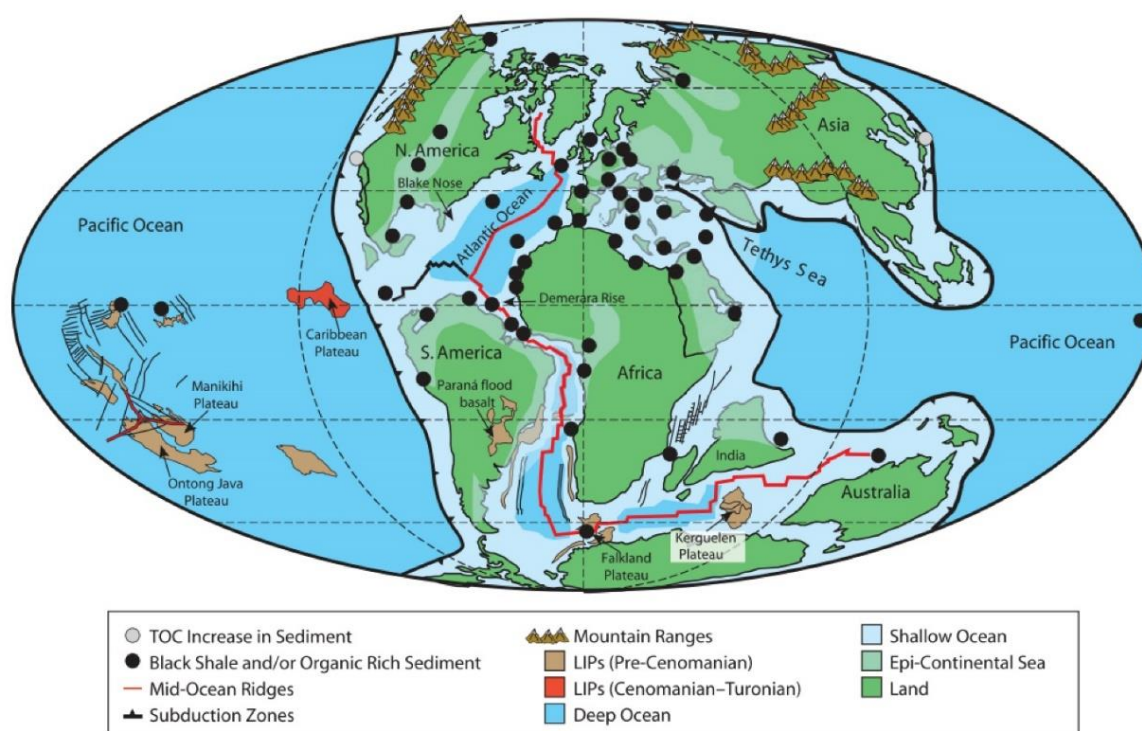 N. America
Asia
Blake Nose
Pacific Ocean
Atlantic Ocean
Tethys Sea
Demerara Rise
Caribbean
Plateau
Pacific Ocean
S. America
Africa
Manikihi
Plateau
Paraná flood
basalt
India
Ontong Java
Plateau
Australia
Kerguelen
Plateau
Falkland
Plateau
TOC Increase in Sediment
Black Shale and/or Organic Rich Sediment
Mid-Ocean Ridges
Subduction Zones
Mountain Ranges
LIPs (Pre-Cenomanian)
LIPs (Cenomanian–Turonian)
Deep Ocean
Shallow Ocean
Epi-Continental Sea
Land